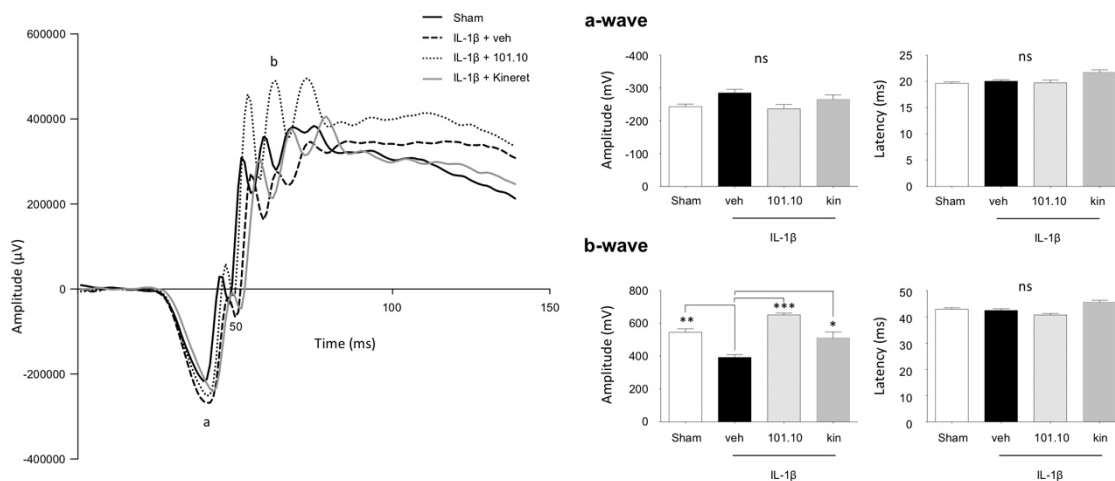 Sham
IL-1β + veh
IL-1β + 101.10
IL-1β + Kineret
600000
400000
200000
0
-200000
-400000
Amplitude (µV)
b
a
50
100
150
Time (ms)
a-wave
-400
-300
-200
-100
0
Amplitude (mV)
ns
Sham veh 101.10 kin
IL-1β
25
20
15
10
5
0
Latency (ms)
ns
Sham veh 101.10 kin
IL-1β
b-wave
800
600
400
200
0
Amplitude (mV)
** *** *
Sham veh 101.10 kin
IL-1β
50
40
30
20
10
0
Latency (ms)
ns
Sham veh 101.10 kin
IL-1β